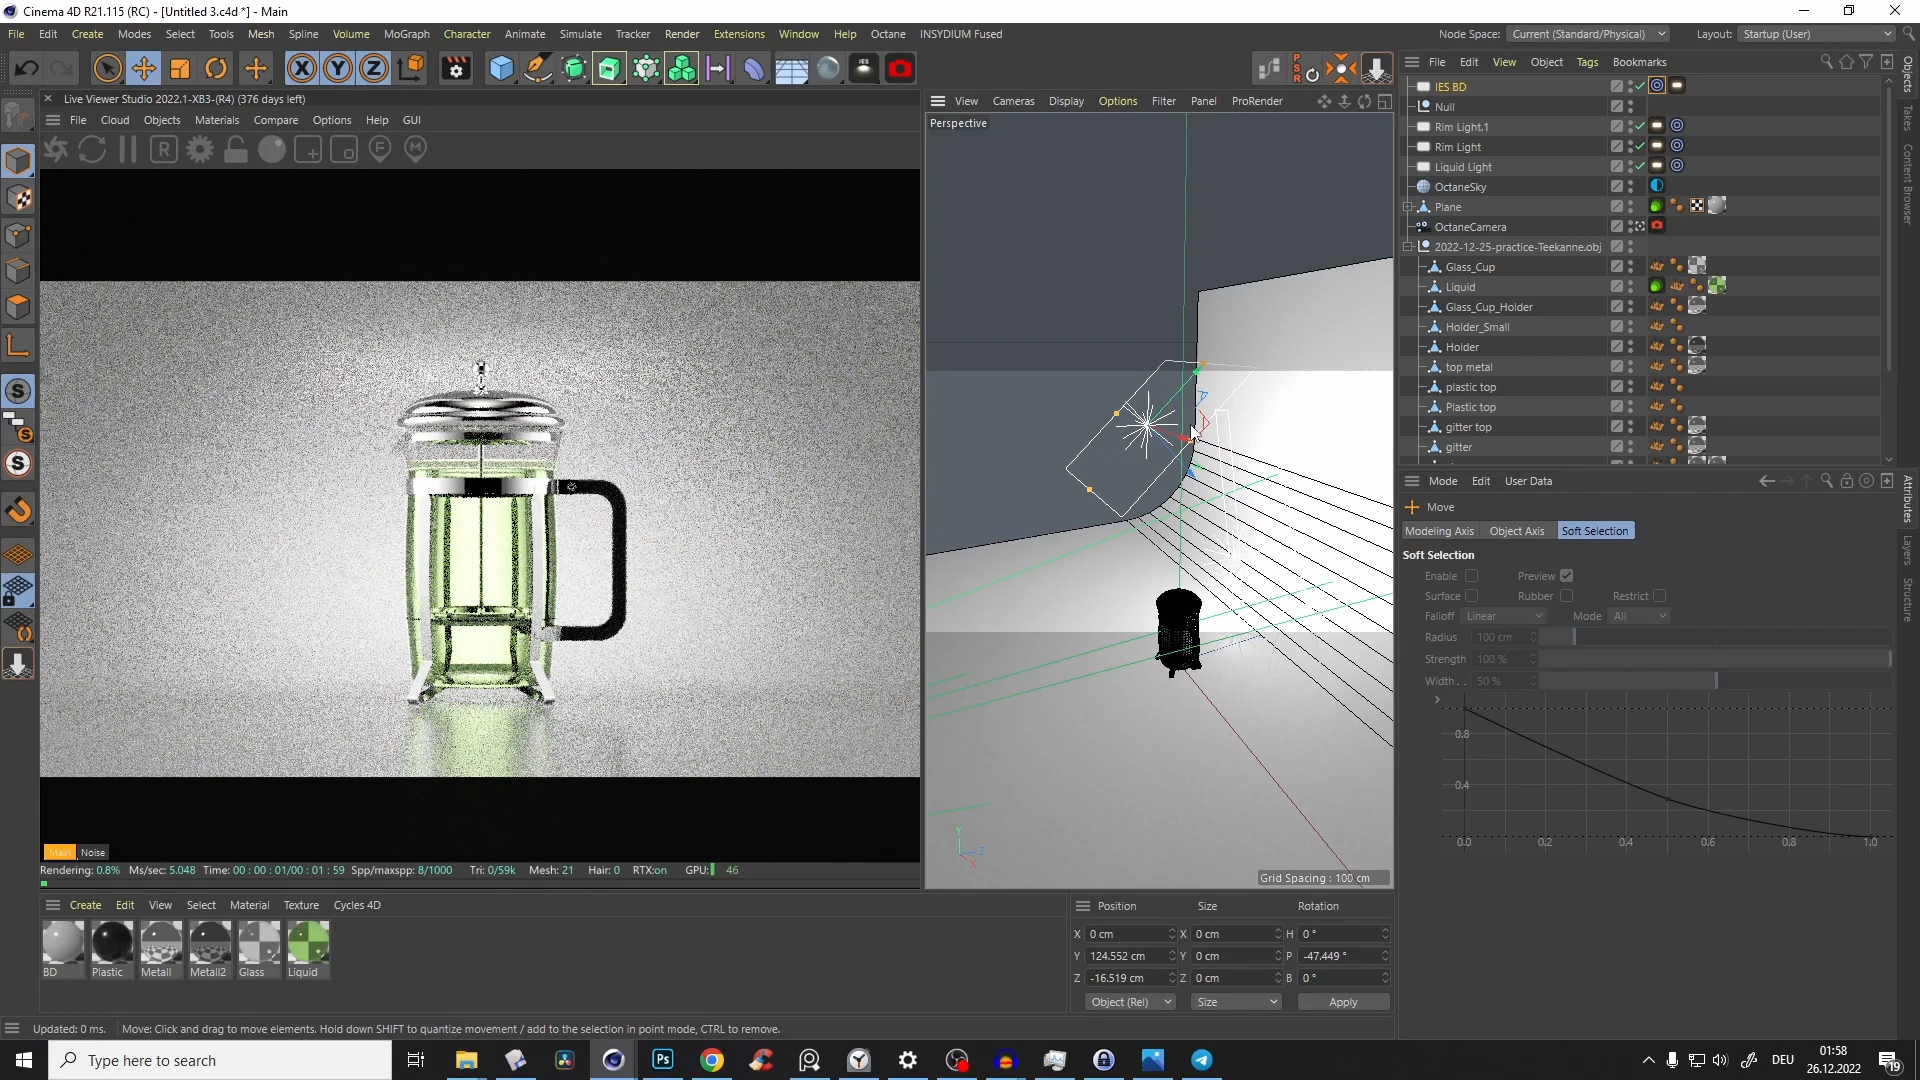 Cinema 4D R21.115 (RC) - [Untitled 3.c4d *] - Main
File Edit Create Modes Select Tools Mesh Spline Volume MoGraph Character Animate Simulate Tracker Render Extensions Window Help Octane INSYDIUM Fused
Node Space: Current (Standard/Physical) Layout: Startup (User)
X Y Z
IES
PSR
Live Viewer Studio 2022.1-XB3-(R4) (376 days left)
File Cloud Objects Materials Compare Options Help GUI
R F M
View Cameras Display Options Filter Panel ProRender
Perspective
Y
Z
X
Grid Spacing : 100 cm
Main Noise
Rendering: 0.8% Ms/sec: 5.048 Time: 00 : 00 : 01/00 : 01 : 59 Spp/maxspp: 8/1000 Tri: 0/59k Mesh: 21 Hair: 0 RTX:on GPU: 46
File Edit View Object Tags Bookmarks
IES BD
Null
Rim Light.1
Rim Light
Liquid Light
OctaneSky
Plane
OctaneCamera
2022-12-25-practice-Teekanne.obj
Glass_Cup
Liquid
Glass_Cup_Holder
Holder_Small
Holder
top metal
plastic top
Plastic top
gitter top
gitter
Objects
Takes
Content Browser
Mode Edit User Data
Move
Modeling Axis Object Axis Soft Selection
Soft Selection
Enable Preview
Surface Rubber Restrict
Falloff Linear Mode All
Radius 100 cm
Strength 100 %
Width . . 50 %
0.8
0.4
0.0 0.2 0.4 0.6 0.8 1.0
Attributes
Layers
Structure
Create Edit View Select Material Texture Cycles 4D
BD Plastic Metall Metall2 Glass Liquid
Position Size Rotation
X 0 cm X 0 cm H 0 °
Y 124.552 cm Y 0 cm P -47.449 °
Z -16.519 cm Z 0 cm B 0 °
Object (Rel) Size Apply
Updated: 0 ms. Move: Click and drag to move elements. Hold down SHIFT to quantize movement / add to the selection in point mode, CTRL to remove.
Type here to search
Ps
DEU
01:58
26.12.2022
19